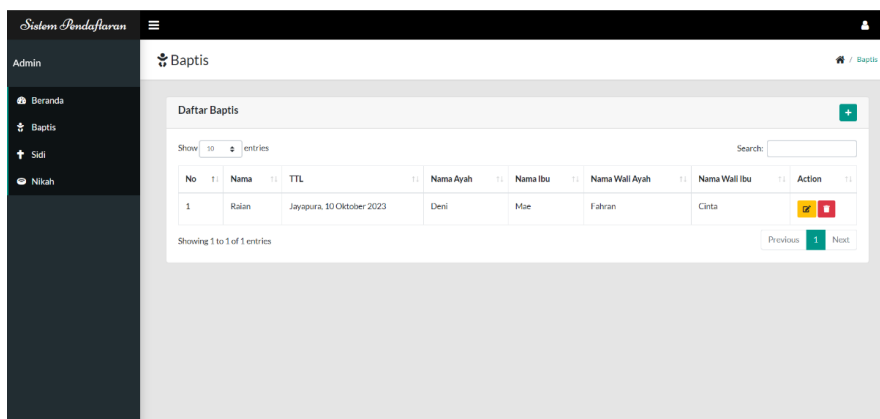 Sistem Pendaftaran
Admin
Beranda
Baptis
Sidi
Nikah
Baptis
/ Baptis
Daftar Baptis
+
Show 10 entries
Search:
No Nama TTL Nama Ayah Nama Ibu Nama Wali Ayah Nama Wali Ibu Action
1 Raian Jayapura, 10 Oktober 2023 Deni Mae Fahran Cinta
Showing 1 to 1 of 1 entries
Previous 1 Next